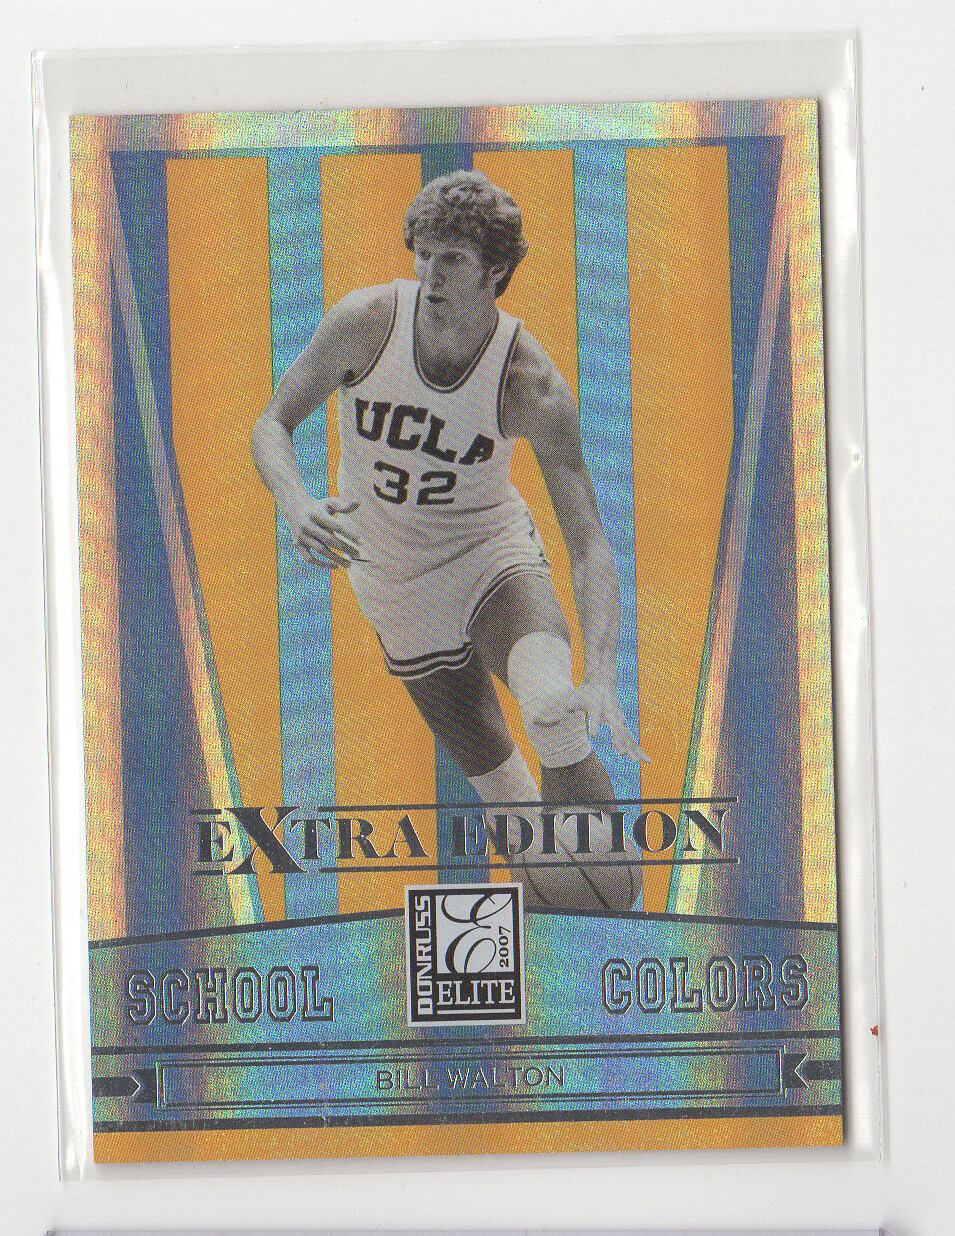 UCLA
32
EXTRA EDITION
DONRUSS
E
2007
ELITE
SCHOOL
COLORS
BILL WALTON